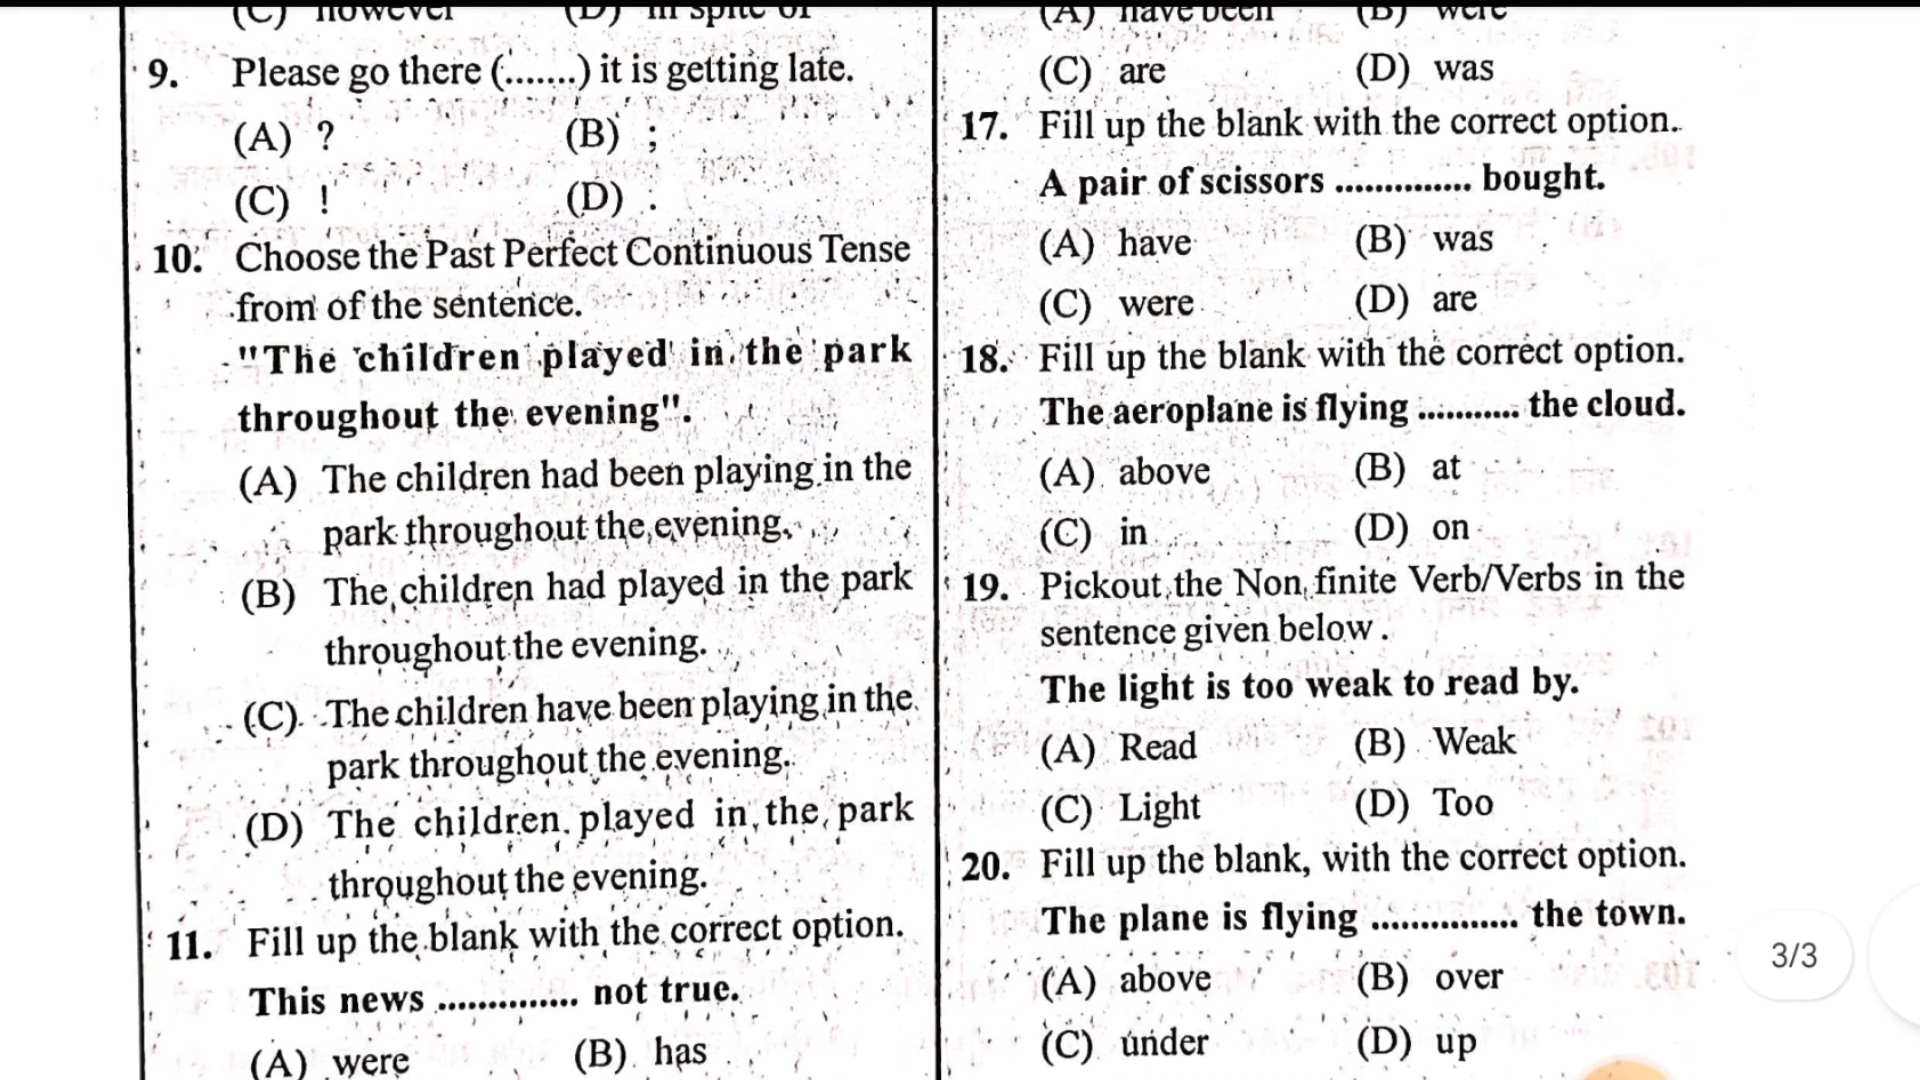 (C) however (D) in spite of
9. Please go there (.......) it is getting late.
(A) ? (B) ;
(C) ! (D) :
10. Choose the Past Perfect Continuous Tense
from of the sentence.
"The children played in the park
throughout the evening".
(A) The children had been playing in the
park throughout the evening.
(B) The children had played in the park
throughout the evening.
(C) The children have been playing in the
park throughout the evening.
(D) The children played in the park
throughout the evening.
11. Fill up the blank with the correct option.
This news .............. not true.
(A) were (B) has
(A) have been (B) were
(C) are (D) was
17. Fill up the blank with the correct option.
A pair of scissors .............. bought.
(A) have (B) was
(C) were (D) are
18. Fill up the blank with the correct option.
The aeroplane is flying ........... the cloud.
(A) above (B) at
(C) in (D) on
19. Pickout the Non finite Verb/Verbs in the
sentence given below .
The light is too weak to read by.
(A) Read (B) Weak
(C) Light (D) Too
20. Fill up the blank, with the correct option.
The plane is flying ............... the town.
(A) above (B) over
(C) under (D) up
3/3